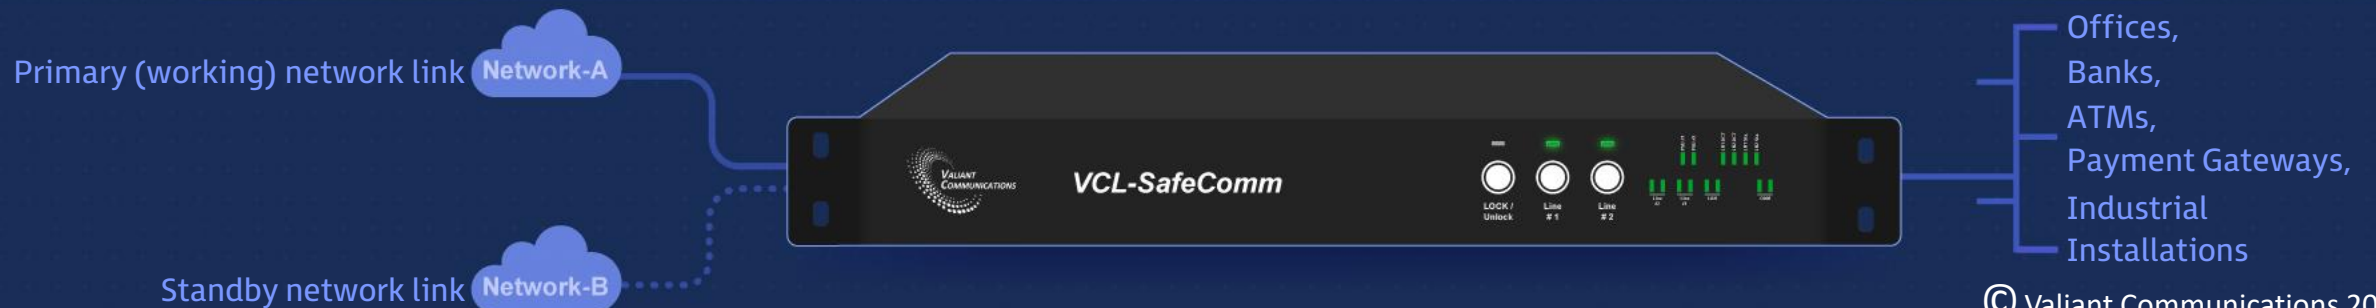 Primary (working) network link
Network-A
Standby network link
Network-B
VALIANT
COMMUNICATIONS
VCL-SafeComm
LOCK /
Unlock
Line
# 1
Line
# 2
Offices,
Banks,
ATMs,
Payment Gateways,
Industrial
Installations
© Valiant Communications 20